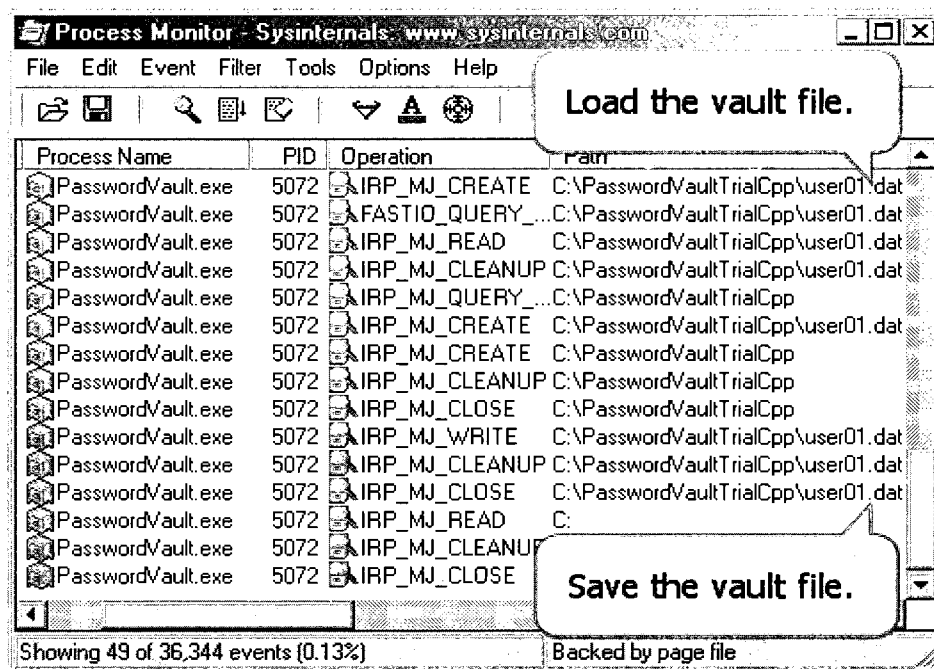 Process Monitor - Sysinternals: www.sysinternals.com
File Edit Event Filter Tools Options Help
Load the vault file.
Process Name PID Operation Path
PasswordVault.exe 5072 IRP_MJ_CREATE C:\PasswordVaultTrialCpp\user01.dat
PasswordVault.exe 5072 FASTIO_QUERY_... C:\PasswordVaultTrialCpp\user01.dat
PasswordVault.exe 5072 IRP_MJ_READ C:\PasswordVaultTrialCpp\user01.dat
PasswordVault.exe 5072 IRP_MJ_CLEANUP C:\PasswordVaultTrialCpp\user01.dat
PasswordVault.exe 5072 IRP_MJ_QUERY_... C:\PasswordVaultTrialCpp
PasswordVault.exe 5072 IRP_MJ_CREATE C:\PasswordVaultTrialCpp\user01.dat
PasswordVault.exe 5072 IRP_MJ_CREATE C:\PasswordVaultTrialCpp
PasswordVault.exe 5072 IRP_MJ_CLEANUP C:\PasswordVaultTrialCpp
PasswordVault.exe 5072 IRP_MJ_CLOSE C:\PasswordVaultTrialCpp
PasswordVault.exe 5072 IRP_MJ_WRITE C:\PasswordVaultTrialCpp\user01.dat
PasswordVault.exe 5072 IRP_MJ_CLEANUP C:\PasswordVaultTrialCpp\user01.dat
PasswordVault.exe 5072 IRP_MJ_CLOSE C:\PasswordVaultTrialCpp\user01.dat
PasswordVault.exe 5072 IRP_MJ_READ C:
PasswordVault.exe 5072 IRP_MJ_CLEANUP
PasswordVault.exe 5072 IRP_MJ_CLOSE
Save the vault file.
Showing 49 of 36,344 events (0.13%) Backed by page file